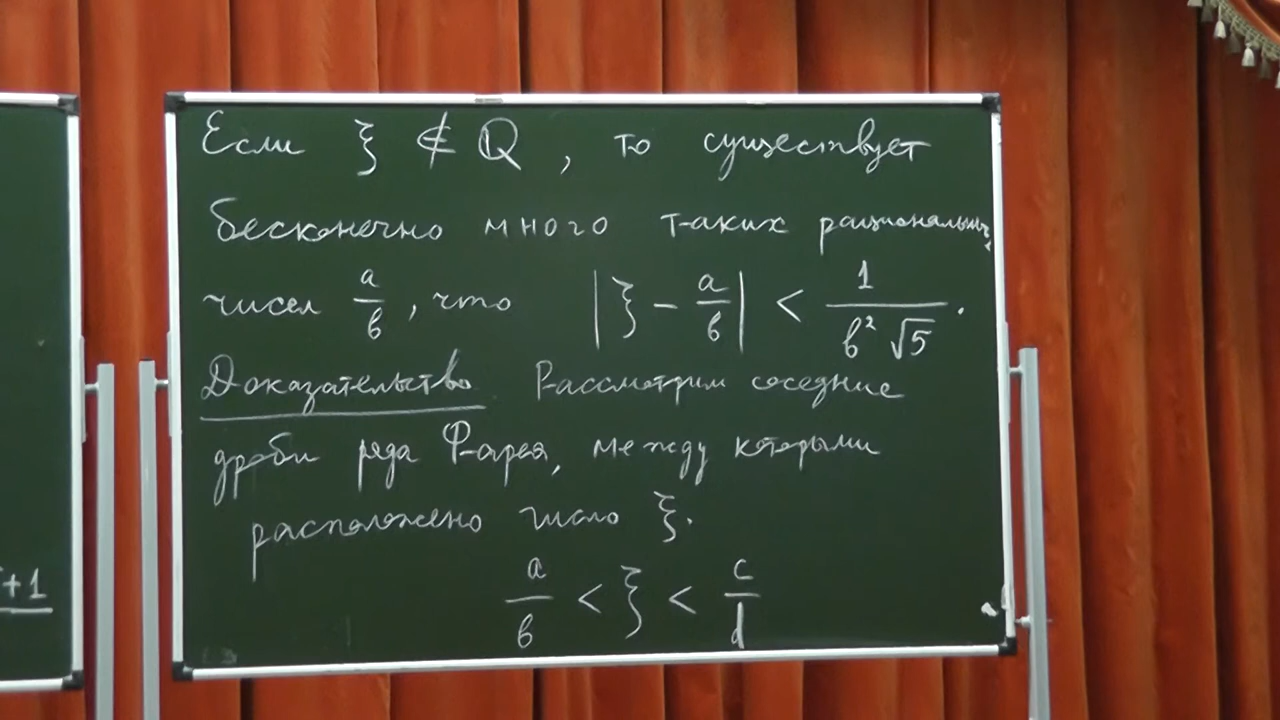 Если ξ ∉ ℚ, то существует
бесконечно много таких рациональных
чисел a/b, что |ξ − a/b| < 1/(b²√5).
Доказательство Рассмотрим соседние
дроби ряда Фарея, между которыми
расположено число ξ.
a/b < ξ < c/d
+1